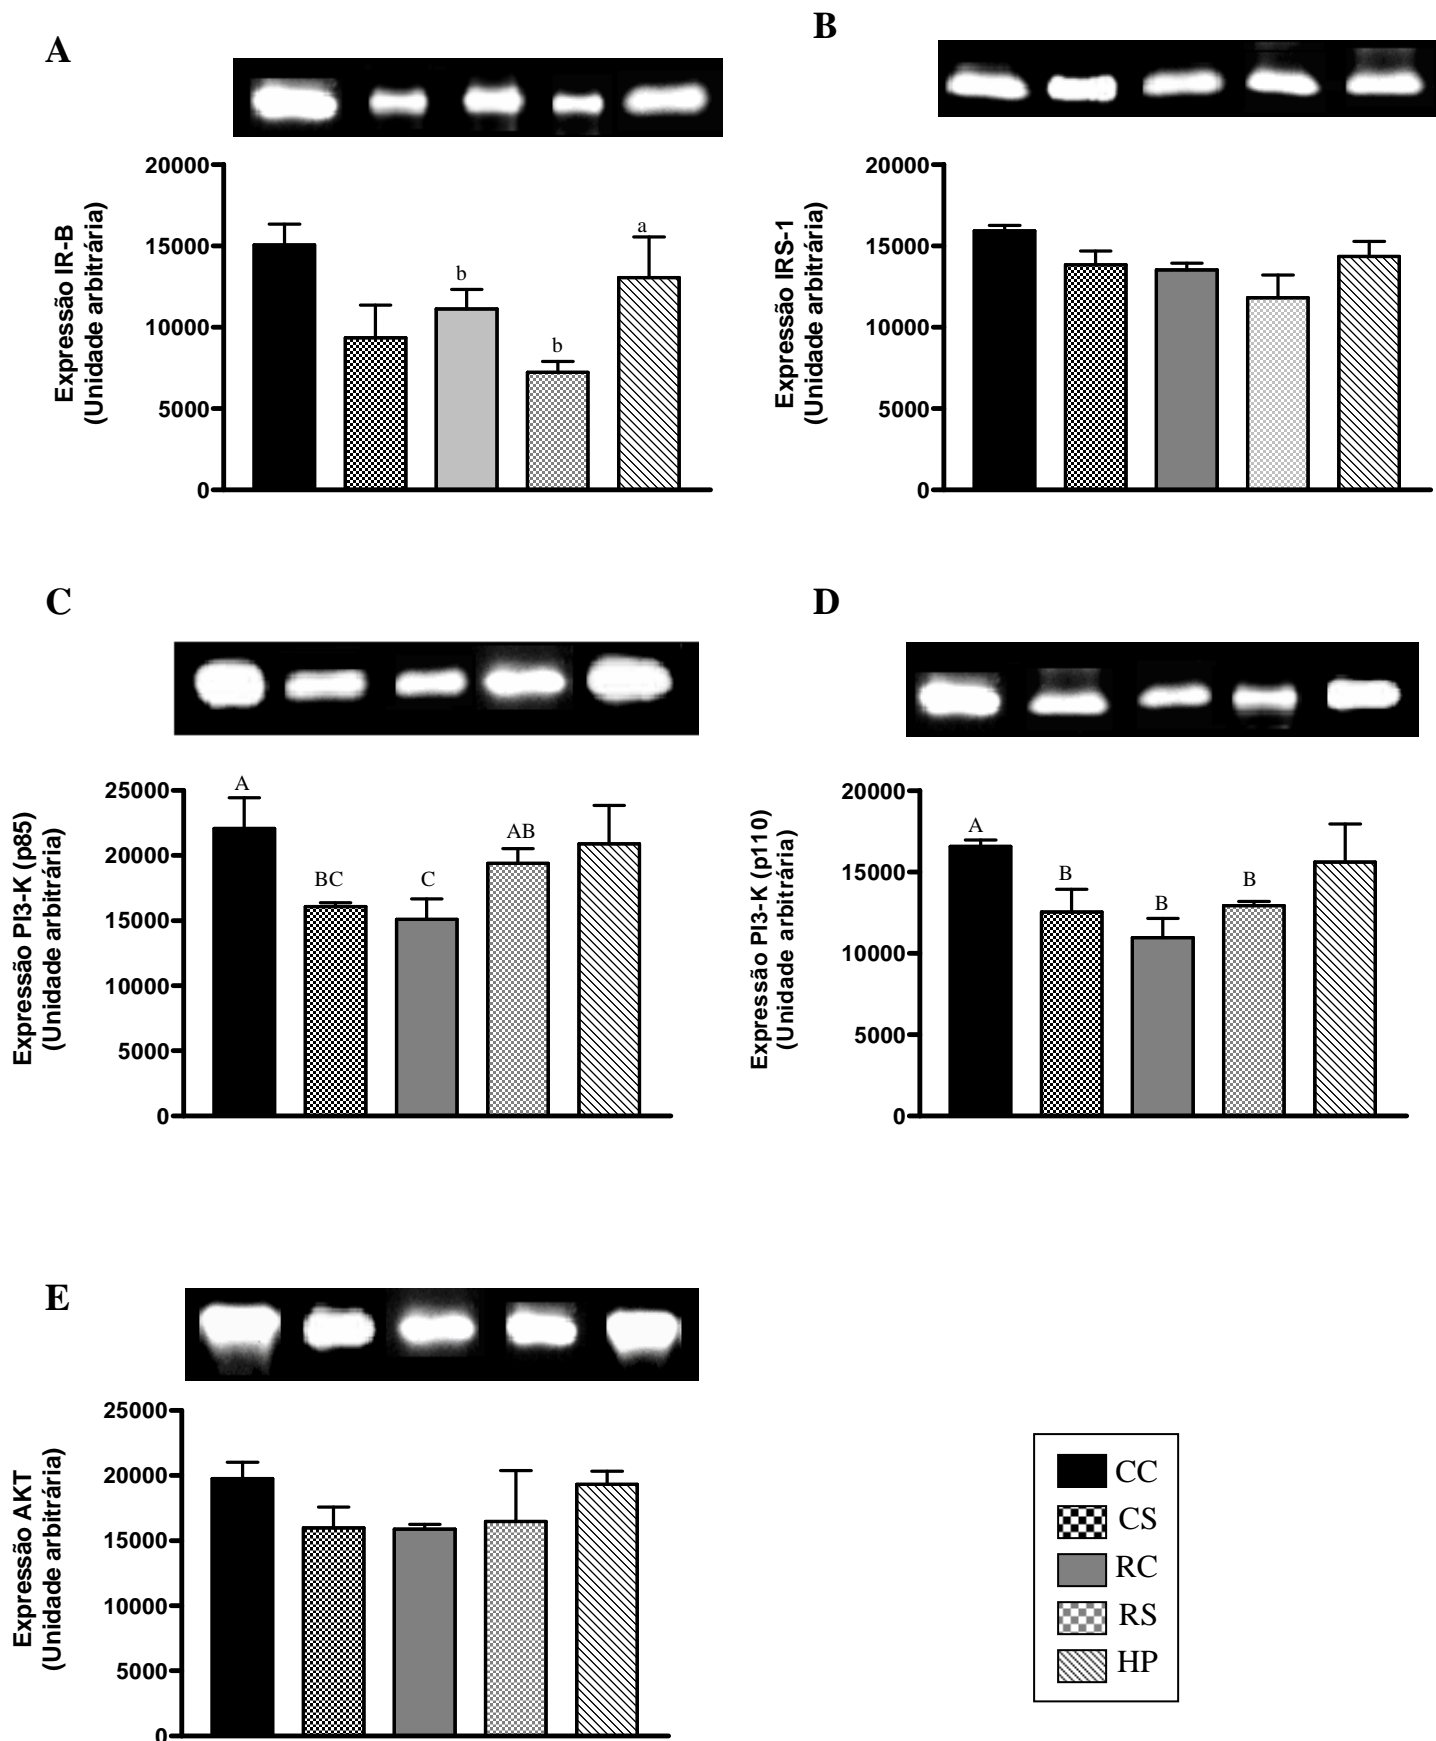 A
B
20000
15000
10000
5000
0
Expressão IR-B
(Unidade arbitrária)
b
b
a
20000
15000
10000
5000
0
Expressão IRS-1
(Unidade arbitrária)
C
D
25000
20000
15000
10000
5000
0
Expressão PI3-K (p85)
(Unidade arbitrária)
A
BC
C
AB
20000
15000
10000
5000
0
Expressão PI3-K (p110)
(Unidade arbitrária)
A
B
B
B
E
25000
20000
15000
10000
5000
0
Expressão AKT
(Unidade arbitrária)
CC
CS
RC
RS
HP